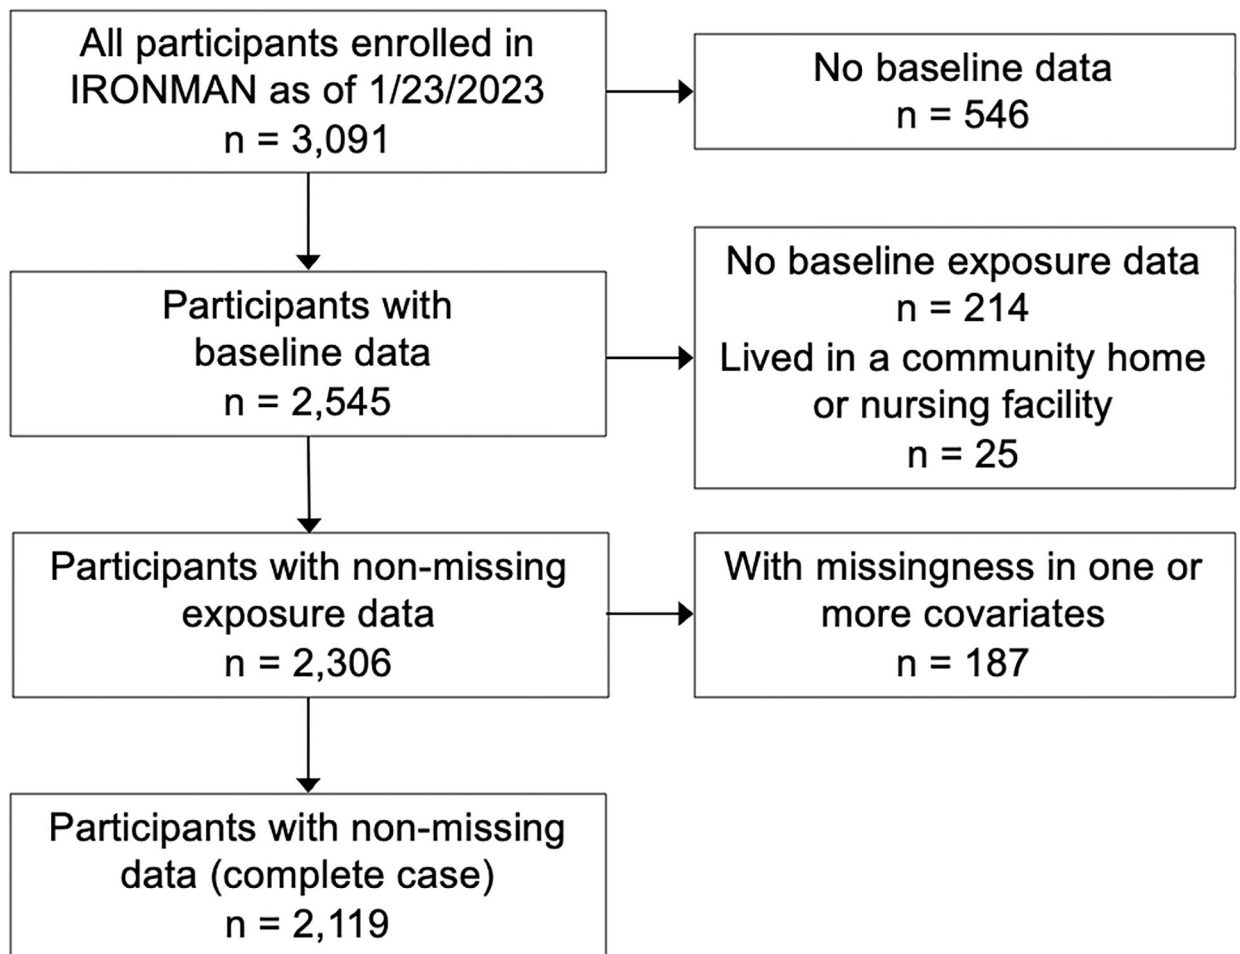 All participants enrolled in
IRONMAN as of 1/23/2023
n = 3,091
No baseline data
n = 546
Participants with
baseline data
n = 2,545
No baseline exposure data
n = 214
Lived in a community home
or nursing facility
n = 25
Participants with non-missing
exposure data
n = 2,306
With missingness in one or
more covariates
n = 187
Participants with non-missing
data (complete case)
n = 2,119